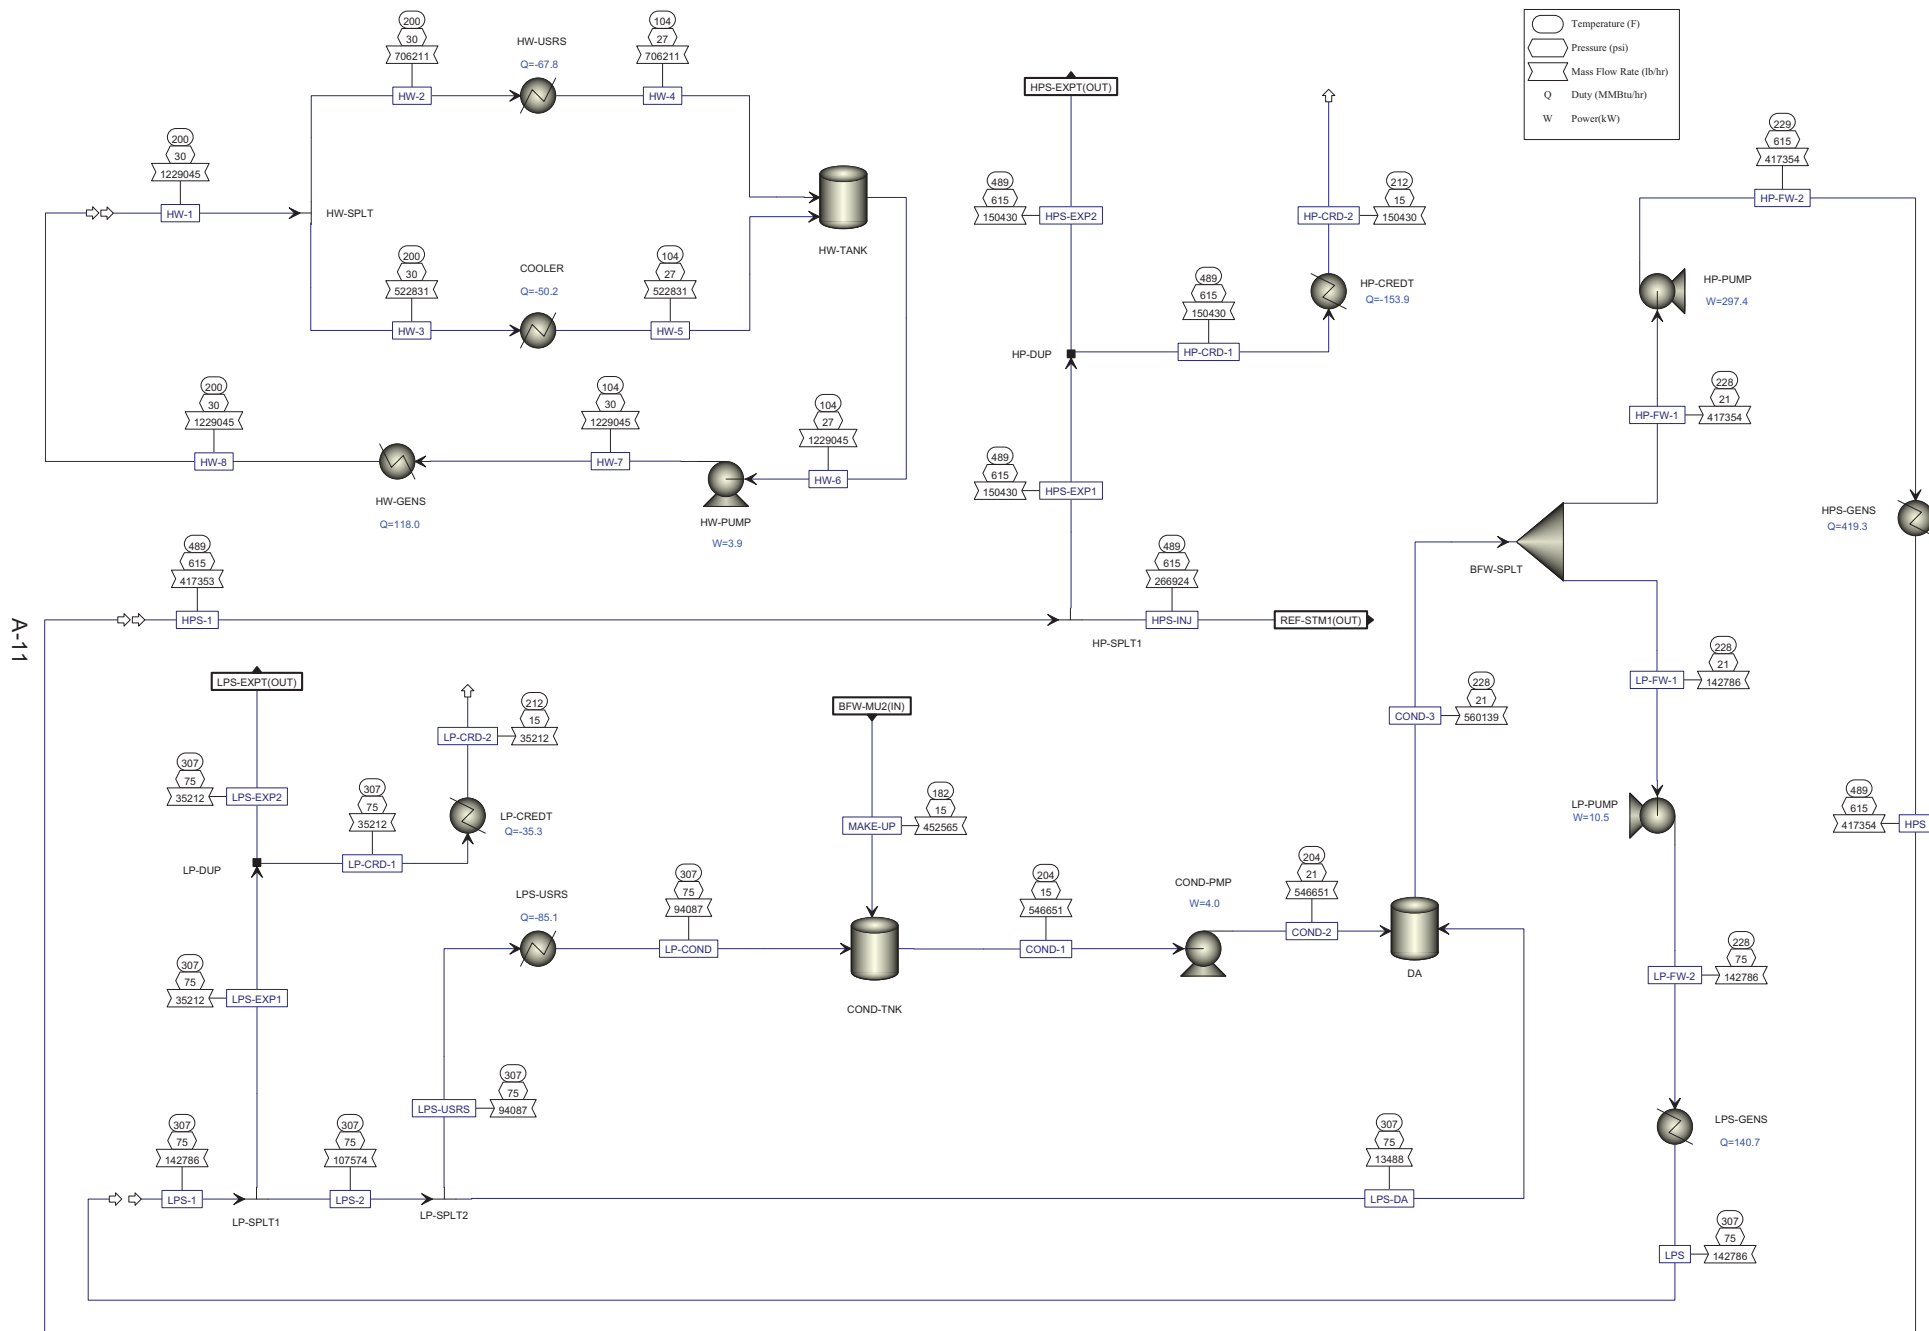 Temperature (F)
Pressure (psi)
Mass Flow Rate (lb/hr)
Q Duty (MMBtu/hr)
W Power(kW)
200
30
706211
HW-2
HW-USRS
Q=-67.8
104
27
706211
HW-4
200
30
1229045
HW-1
HW-SPLT
HW-TANK
200
30
522831
HW-3
COOLER
Q=-50.2
104
27
522831
HW-5
200
30
1229045
HW-8
HW-GENS
Q=118.0
104
30
1229045
HW-7
HW-PUMP
W=3.9
104
27
1229045
HW-6
HPS-EXPT(OUT)
489
615
150430
HPS-EXP2
212
15
150430
HP-CRD-2
HP-CREDT
Q=-153.9
489
615
150430
HP-CRD-1
HP-DUP
489
615
150430
HPS-EXP1
489
615
417353
HPS-1
HP-SPLT1
489
615
266924
HPS-INJ
REF-STM1(OUT)
229
615
417354
HP-FW-2
HP-PUMP
W=297.4
228
21
417354
HP-FW-1
HPS-GENS
Q=419.3
BFW-SPLT
228
21
142786
LP-FW-1
228
21
560139
COND-3
LP-PUMP
W=10.5
489
615
417354
HPS
228
75
142786
LP-FW-2
LPS-GENS
Q=140.7
307
75
142786
LPS
A-11
LPS-EXPT(OUT)
212
15
35212
LP-CRD-2
307
75
35212
LPS-EXP2
307
75
35212
LP-CRD-1
LP-CREDT
Q=-35.3
LP-DUP
307
75
35212
LPS-EXP1
BFW-MU2(IN)
182
15
452565
MAKE-UP
LPS-USRS
Q=-85.1
307
75
94087
LP-COND
COND-TNK
204
15
546651
COND-1
COND-PMP
W=4.0
204
21
546651
COND-2
DA
307
75
94087
LPS-USRS
307
75
142786
LPS-1
LP-SPLT1
307
75
107574
LPS-2
LP-SPLT2
307
75
13488
LPS-DA